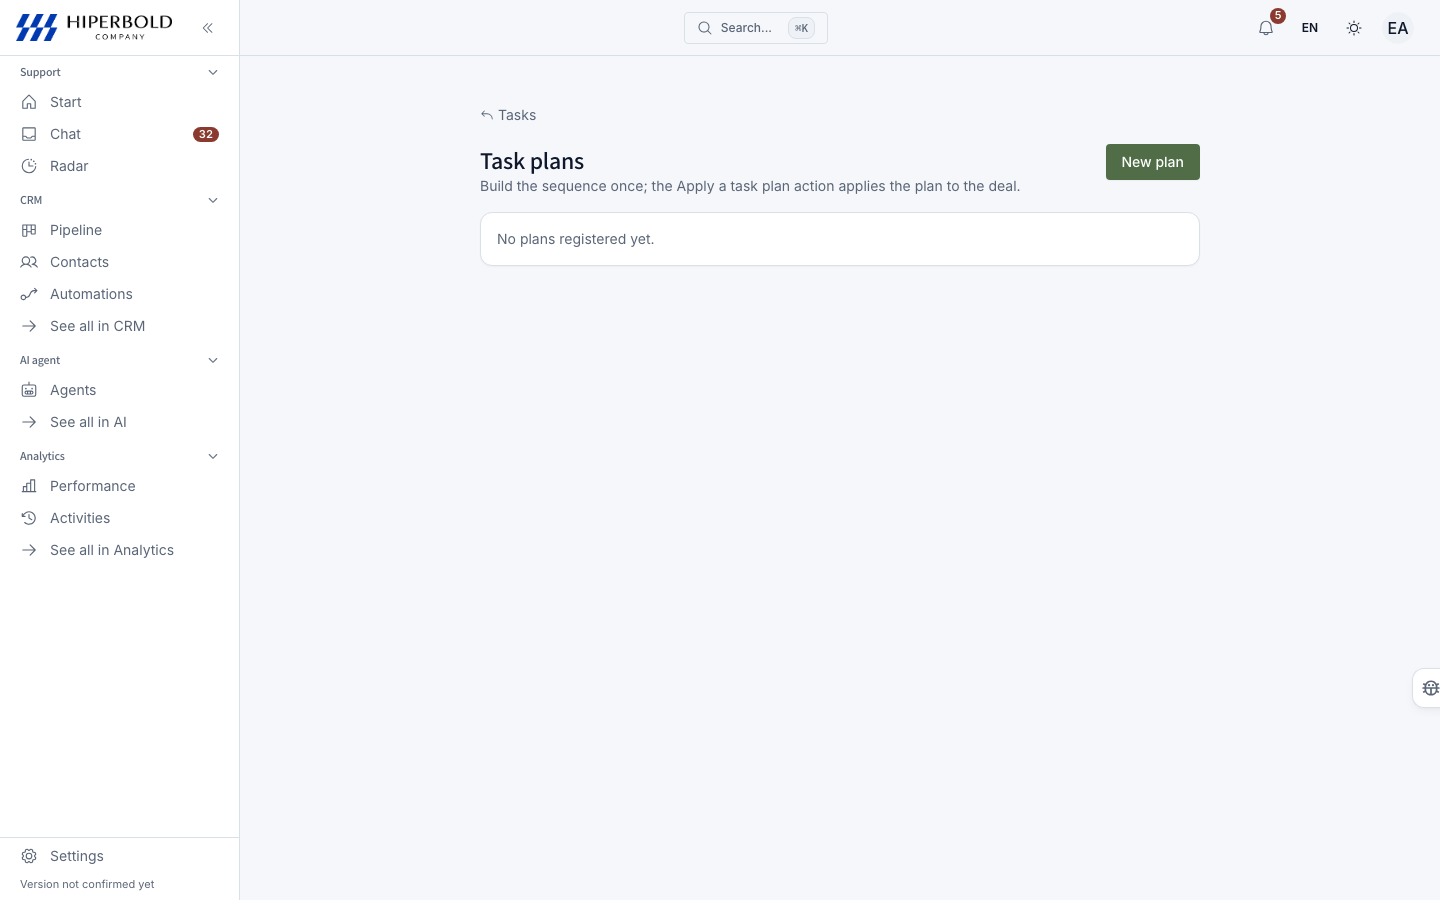 HIPERBOLD
COMPANY
Search...
⌘K
5
EN
EA
Support
Start
Chat
32
Radar
CRM
Pipeline
Contacts
Automations
See all in CRM
AI agent
Agents
See all in AI
Analytics
Performance
Activities
See all in Analytics
Settings
Version not confirmed yet
Tasks
Task plans
New plan
Build the sequence once; the Apply a task plan action applies the plan to the deal.
No plans registered yet.